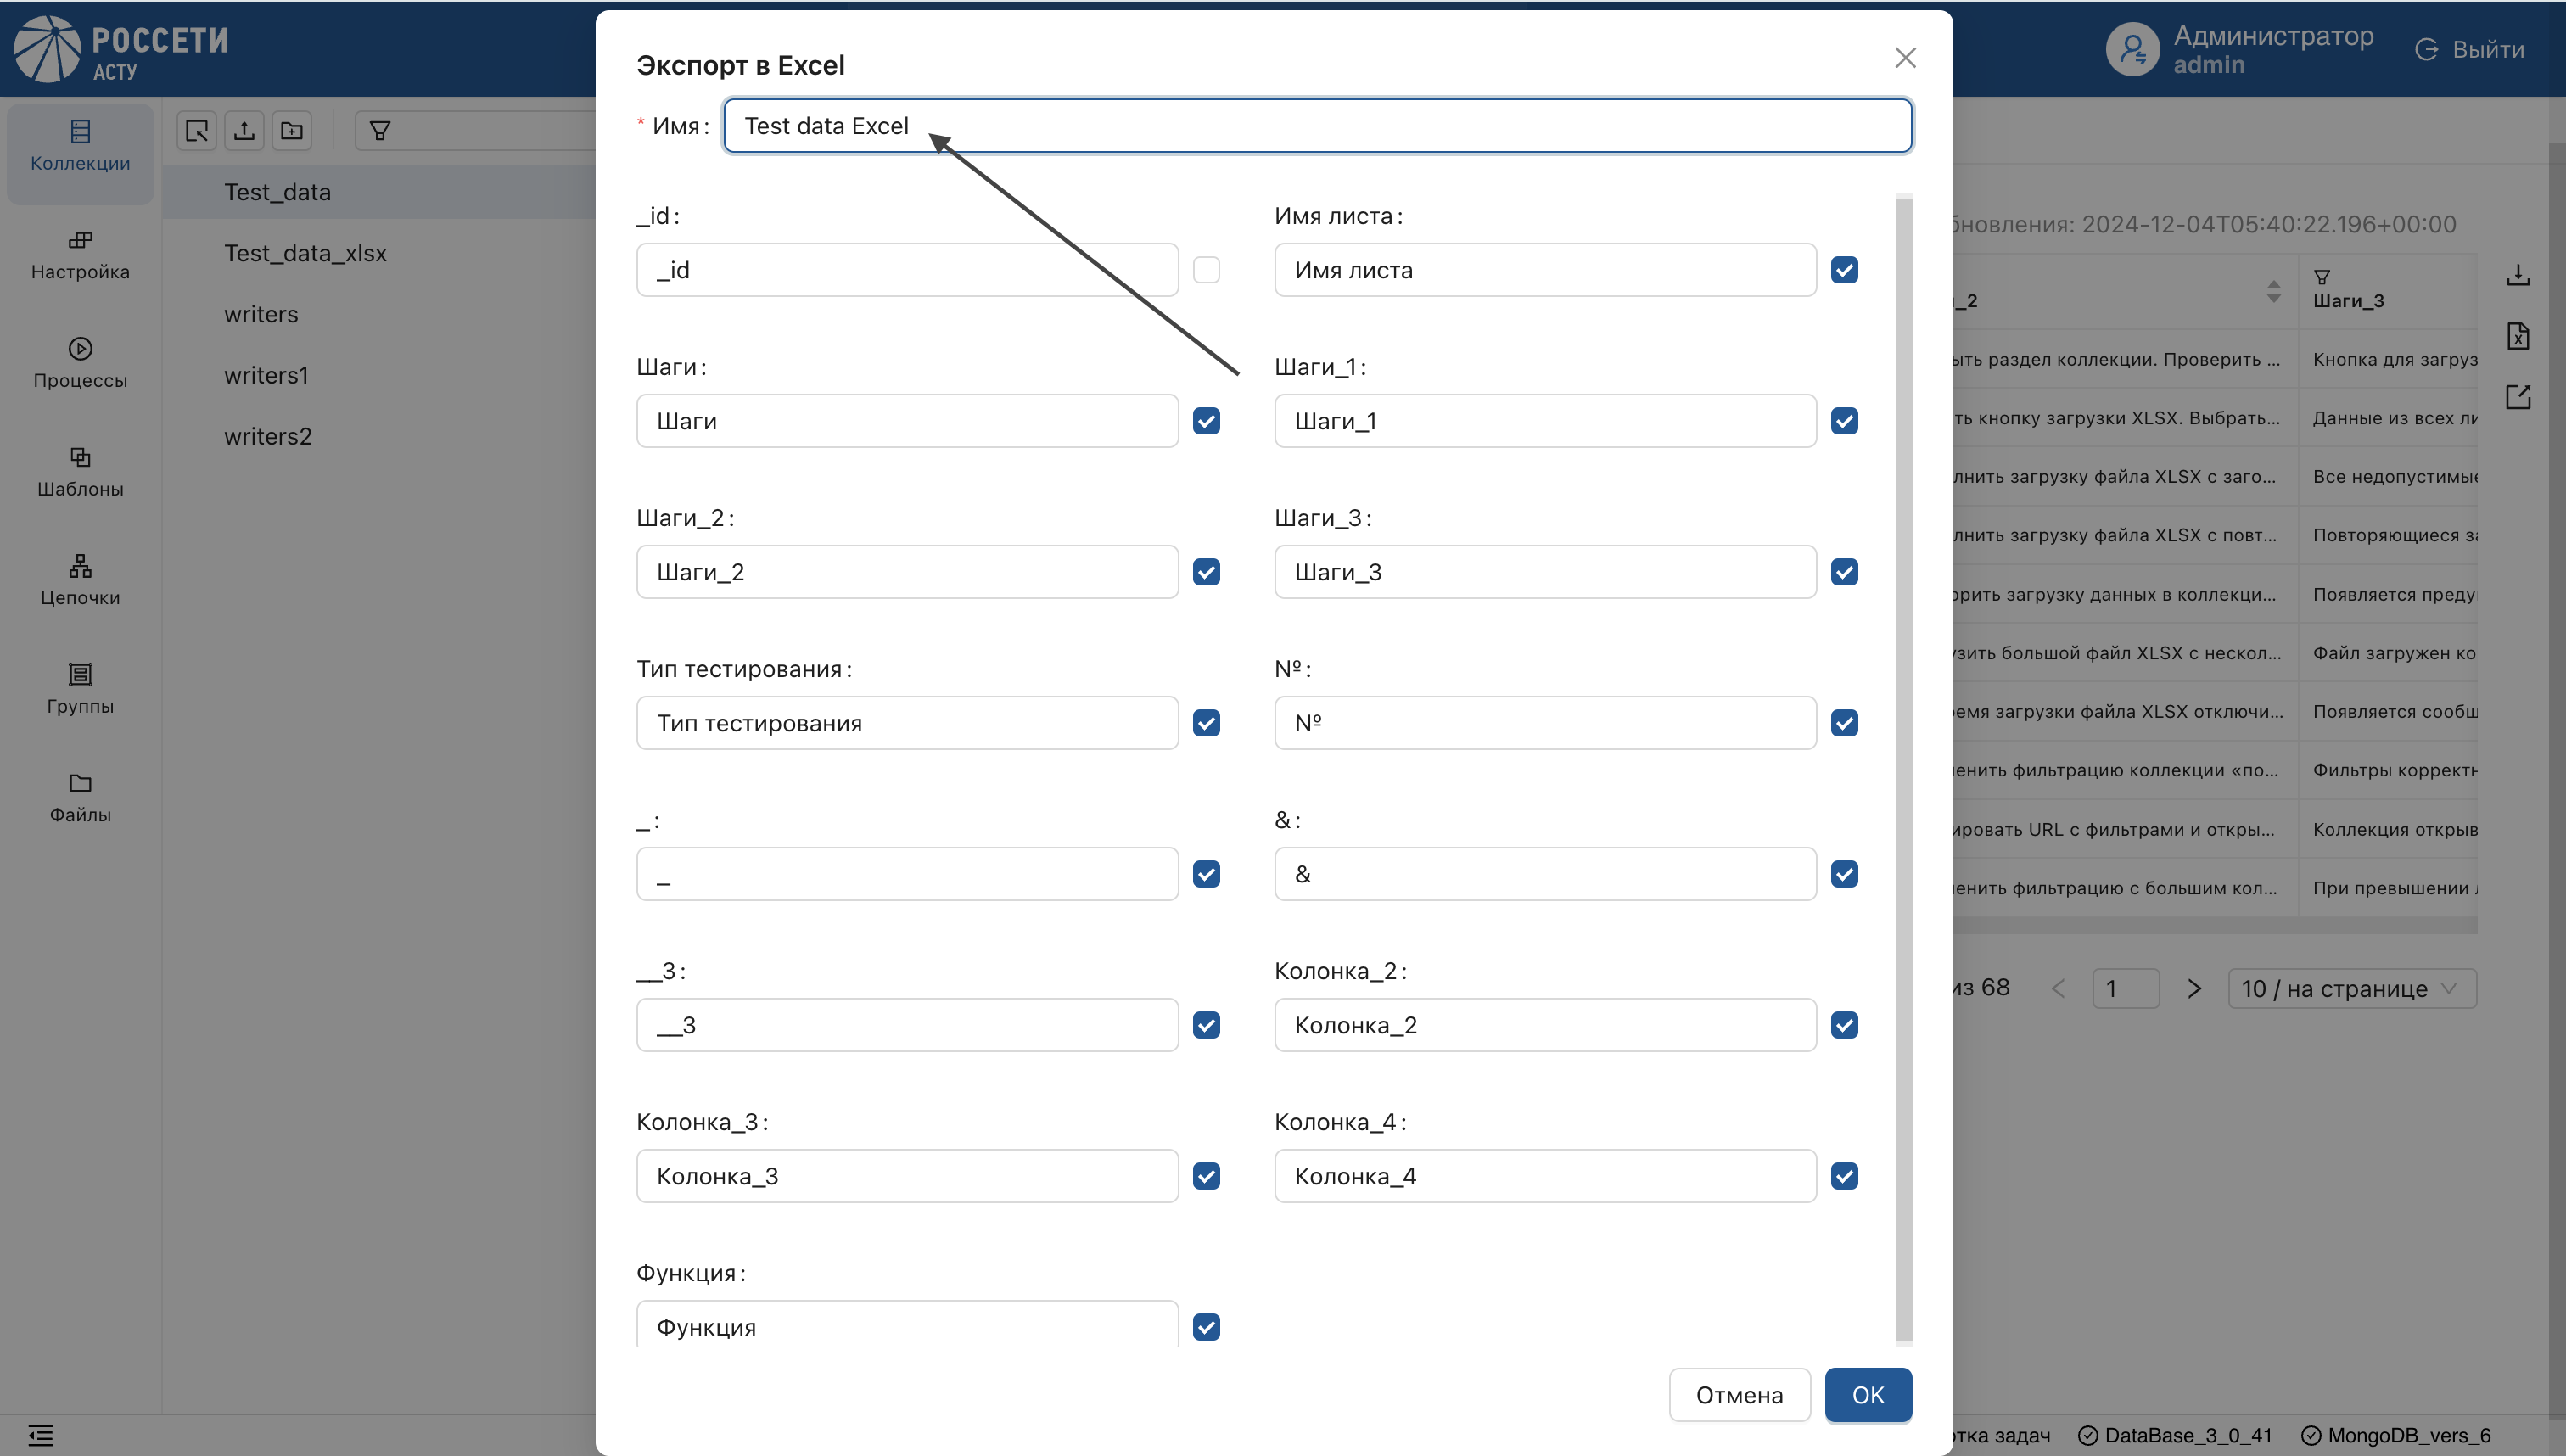 РОССЕТИ
АСТУ
Администратор
admin
Выйти
Коллекции
Настройка
Процессы
Шаблоны
Цепочки
Группы
Файлы
Test_data
Test_data_xlsx
writers
writers1
writers2
Экспорт в Excel
* Имя:
Test data Excel
_id:
_id
Имя листа:
Имя листа
Шаги:
Шаги
Шаги_1:
Шаги_1
Шаги_2:
Шаги_2
Шаги_3:
Шаги_3
Тип тестирования:
Тип тестирования
№:
№
_:
_
&:
&
__3:
__3
Колонка_2:
Колонка_2
Колонка_3:
Колонка_3
Колонка_4:
Колонка_4
Функция:
Функция
Отмена
OK
бновления: 2024-12-04T05:40:22.196+00:00
_2
Шаги_3
ыть раздел коллекции. Проверить ...
Кнопка для загруз
ть кнопку загрузки XLSX. Выбрать...
Данные из всех ли
лнить загрузку файла XLSX с заго...
Все недопустимые
лнить загрузку файла XLSX с повт...
Повторяющиеся за
орить загрузку данных в коллекци...
Появляется преду
узить большой файл XLSX с нескол...
Файл загружен ко
емя загрузки файла XLSX отключи...
Появляется сообщ
енить фильтрацию коллекции «по...
Фильтры корректн
ировать URL с фильтрами и откры...
Коллекция открыв
енить фильтрацию с большим кол...
При превышении л
из 68
1
10 / на странице
тка задач
DataBase_3_0_41
MongoDB_vers_6